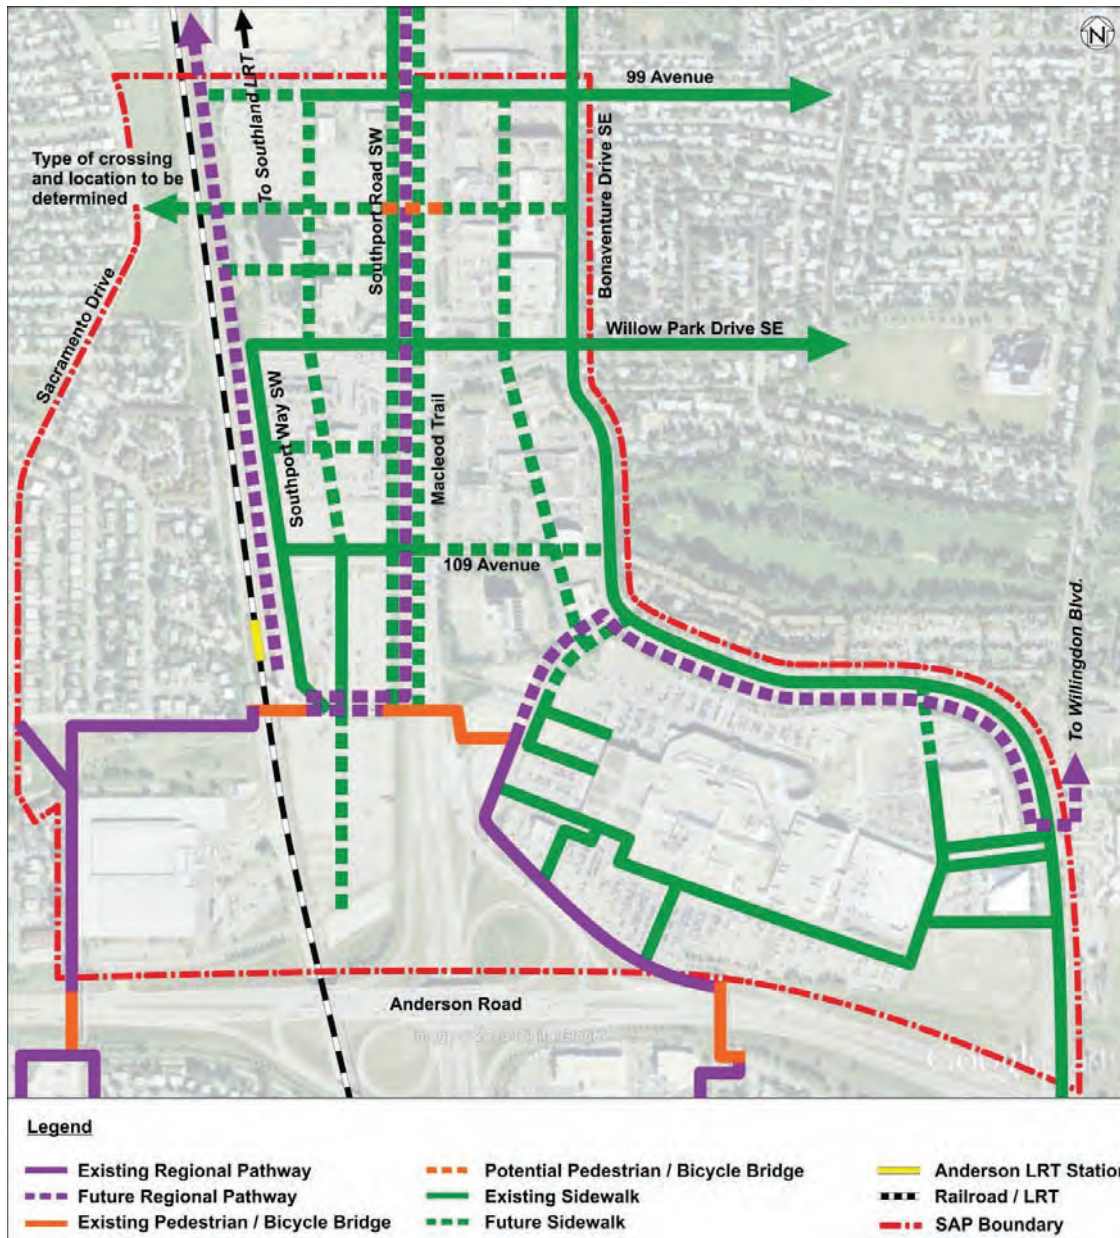 N
99 Avenue
To Southland LRT
Type of crossing
and location to be
determined
Southport Road SW
Bonaventure Drive SE
Sacramento Drive
Willow Park Drive SE
Southport Way SW
Macleod Trail
109 Avenue
To Willingdon Blvd.
Anderson Road
Legend
Existing Regional Pathway
Future Regional Pathway
Existing Pedestrian / Bicycle Bridge
Potential Pedestrian / Bicycle Bridge
Existing Sidewalk
Future Sidewalk
Anderson LRT Station
Railroad / LRT
SAP Boundary